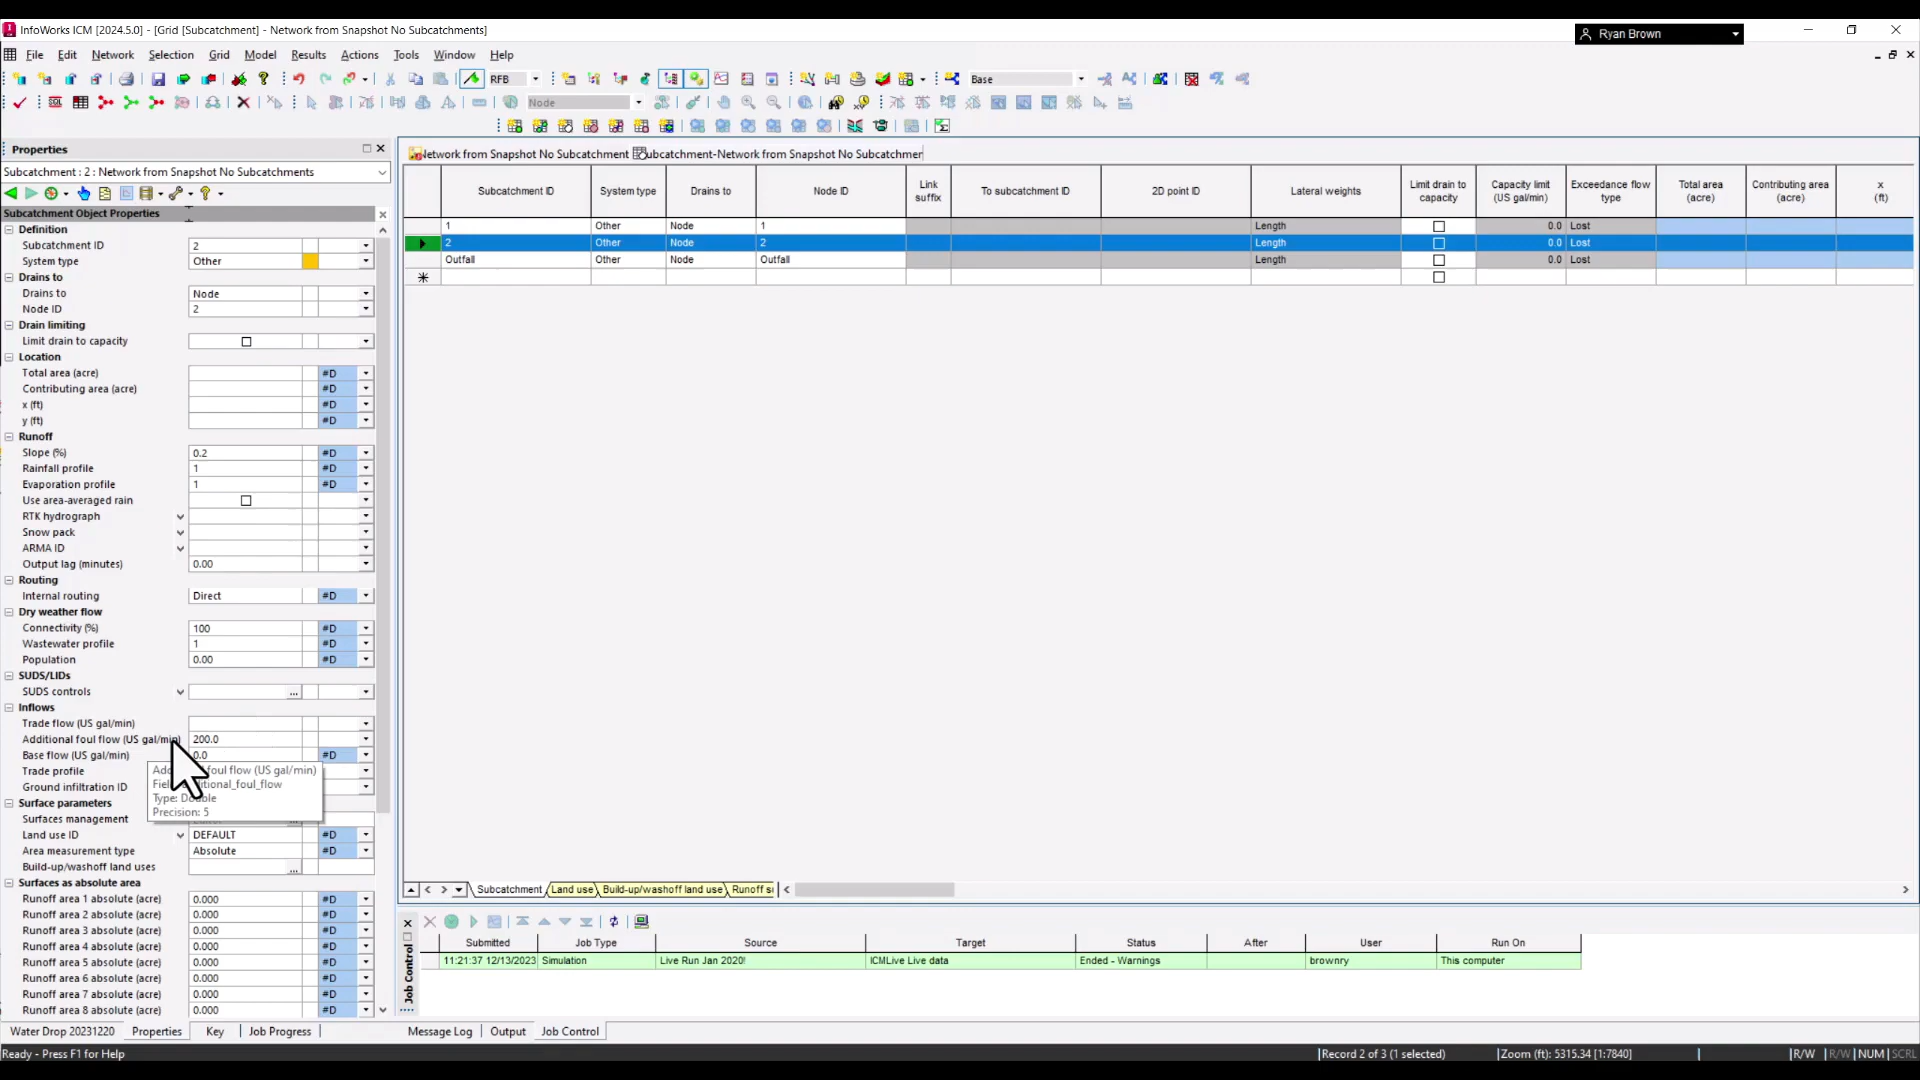 InfoWorks ICM [2024.5.0] - [Grid [Subcatchment] - Network from Snapshot No Subcatchments]
Ryan Brown
File Edit Network Selection Grid Model Results Actions Tools Window Help
RFB
Base
Node
Properties
Subcatchment : 2 : Network from Snapshot No Subcatchments
Subcatchment Object Properties
Definition
Subcatchment ID 2
System type Other
Drains to
Drains to Node
Node ID 2
Drain limiting
Limit drain to capacity
Location
Total area (acre) #D
Contributing area (acre) #D
x (ft) #D
y (ft) #D
Runoff
Slope (%) 0.2 #D
Rainfall profile 1 #D
Evaporation profile 1 #D
Use area-averaged rain
RTK hydrograph
Snow pack
ARMA ID
Output lag (minutes) 0.00
Routing
Internal routing Direct #D
Dry weather flow
Connectivity (%) 100 #D
Wastewater profile 1 #D
Population 0.00 #D
SUDS/LIDs
SUDS controls ...
Inflows
Trade flow (US gal/min)
Additional foul flow (US gal/min) 200.0
Base flow (US gal/min) 0.0 #D
Trade profile
Ground infiltration ID
foul flow (US gal/min)
Type: Double
Precision: 5
Surface parameters
Surfaces management
Land use ID DEFAULT #D
Area measurement type Absolute #D
Build-up/washoff land uses ...
Surfaces as absolute area
Runoff area 1 absolute (acre) 0.000 #D
Runoff area 2 absolute (acre) 0.000 #D
Runoff area 3 absolute (acre) 0.000 #D
Runoff area 4 absolute (acre) 0.000 #D
Runoff area 5 absolute (acre) 0.000 #D
Runoff area 6 absolute (acre) 0.000 #D
Runoff area 7 absolute (acre) 0.000 #D
Runoff area 8 absolute (acre) 0.000 #D
Water Drop 20231220 Properties Key Job Progress
from Snapshot No Subcatchment
Network from Snapshot No
Subcatchment ID System type Drains to Node ID Link suffix To subcatchment ID 2D point ID Lateral weights Limit drain to capacity Capacity limit (US gal/min) Exceedance flow type Total area (acre) Contributing area (acre) x (ft)
1 Other Node 1 Length 0.0 Lost
2 Other Node 2 Length 0.0 Lost
Outfall Other Node Outfall Length 0.0 Lost
Subcatchment Land use Build-up/washoff land use Runoff
Job Control
Submitted Job Type Source Target Status After User Run On
11:21:37 12/13/2023 Simulation Live Run Jan 2020! ICMLive Live data Ended - Warnings brownry This computer
Message Log Output Job Control
Ready - Press F1 for Help
Record 2 of 3 (1 selected) Zoom (ft): 5315.34 [1:7840] R/W R/W NUM SCRL